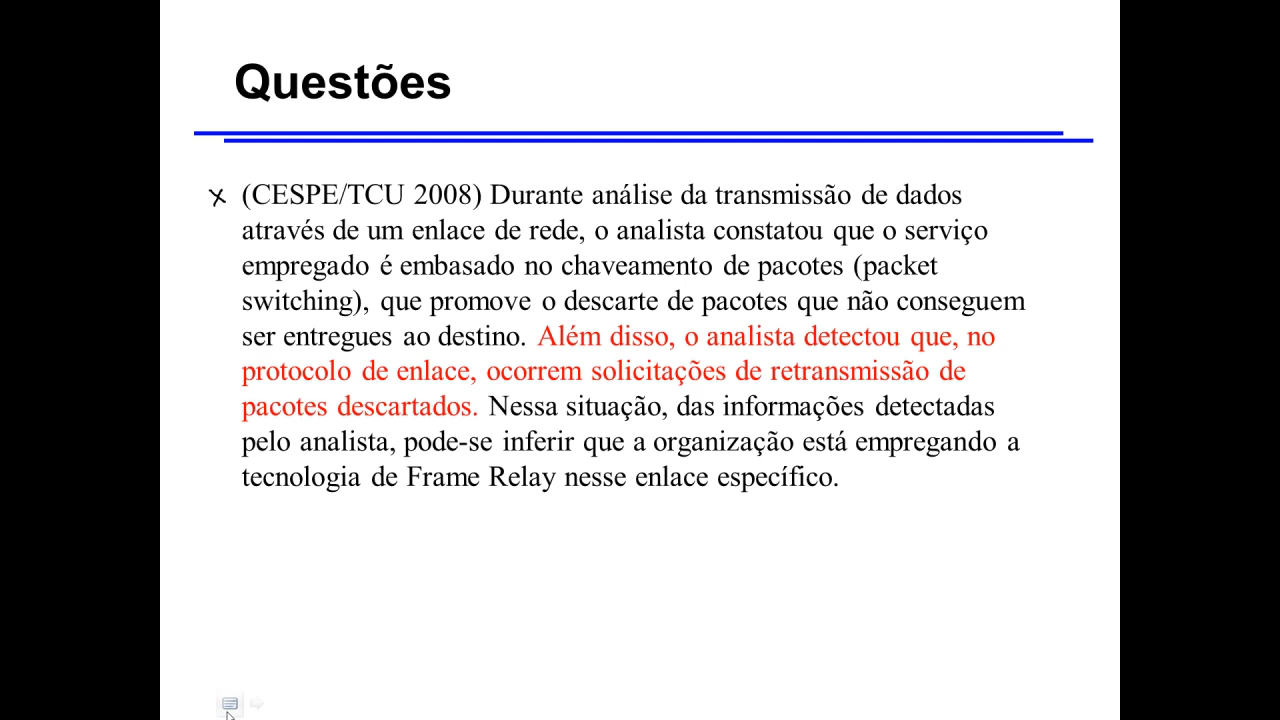 Questões
(CESPE/TCU 2008) Durante análise da transmissão de dados
através de um enlace de rede, o analista constatou que o serviço
empregado é embasado no chaveamento de pacotes (packet
switching), que promove o descarte de pacotes que não conseguem
ser entregues ao destino. Além disso, o analista detectou que, no
protocolo de enlace, ocorrem solicitações de retransmissão de
pacotes descartados. Nessa situação, das informações detectadas
pelo analista, pode-se inferir que a organização está empregando a
tecnologia de Frame Relay nesse enlace específico.